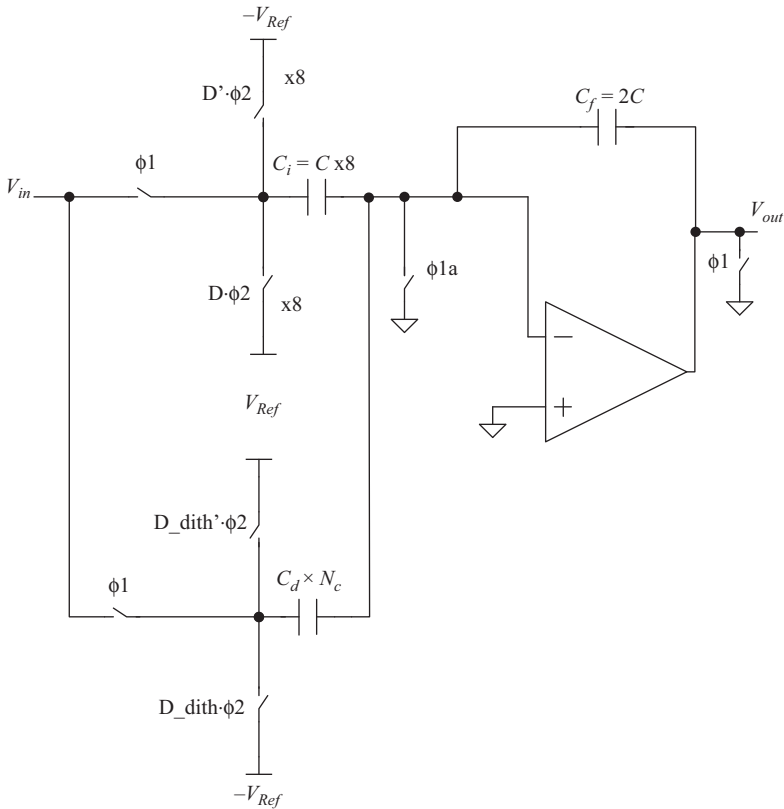 –V_Ref
x8
D’·ϕ2
C_f = 2C
ϕ1
C_i = C x8
V_in
V_out
ϕ1a
ϕ1
D·ϕ2
x8
–
V_Ref
+
D_dith’·ϕ2
ϕ1
C_d × N_c
D_dith·ϕ2
–V_Ref